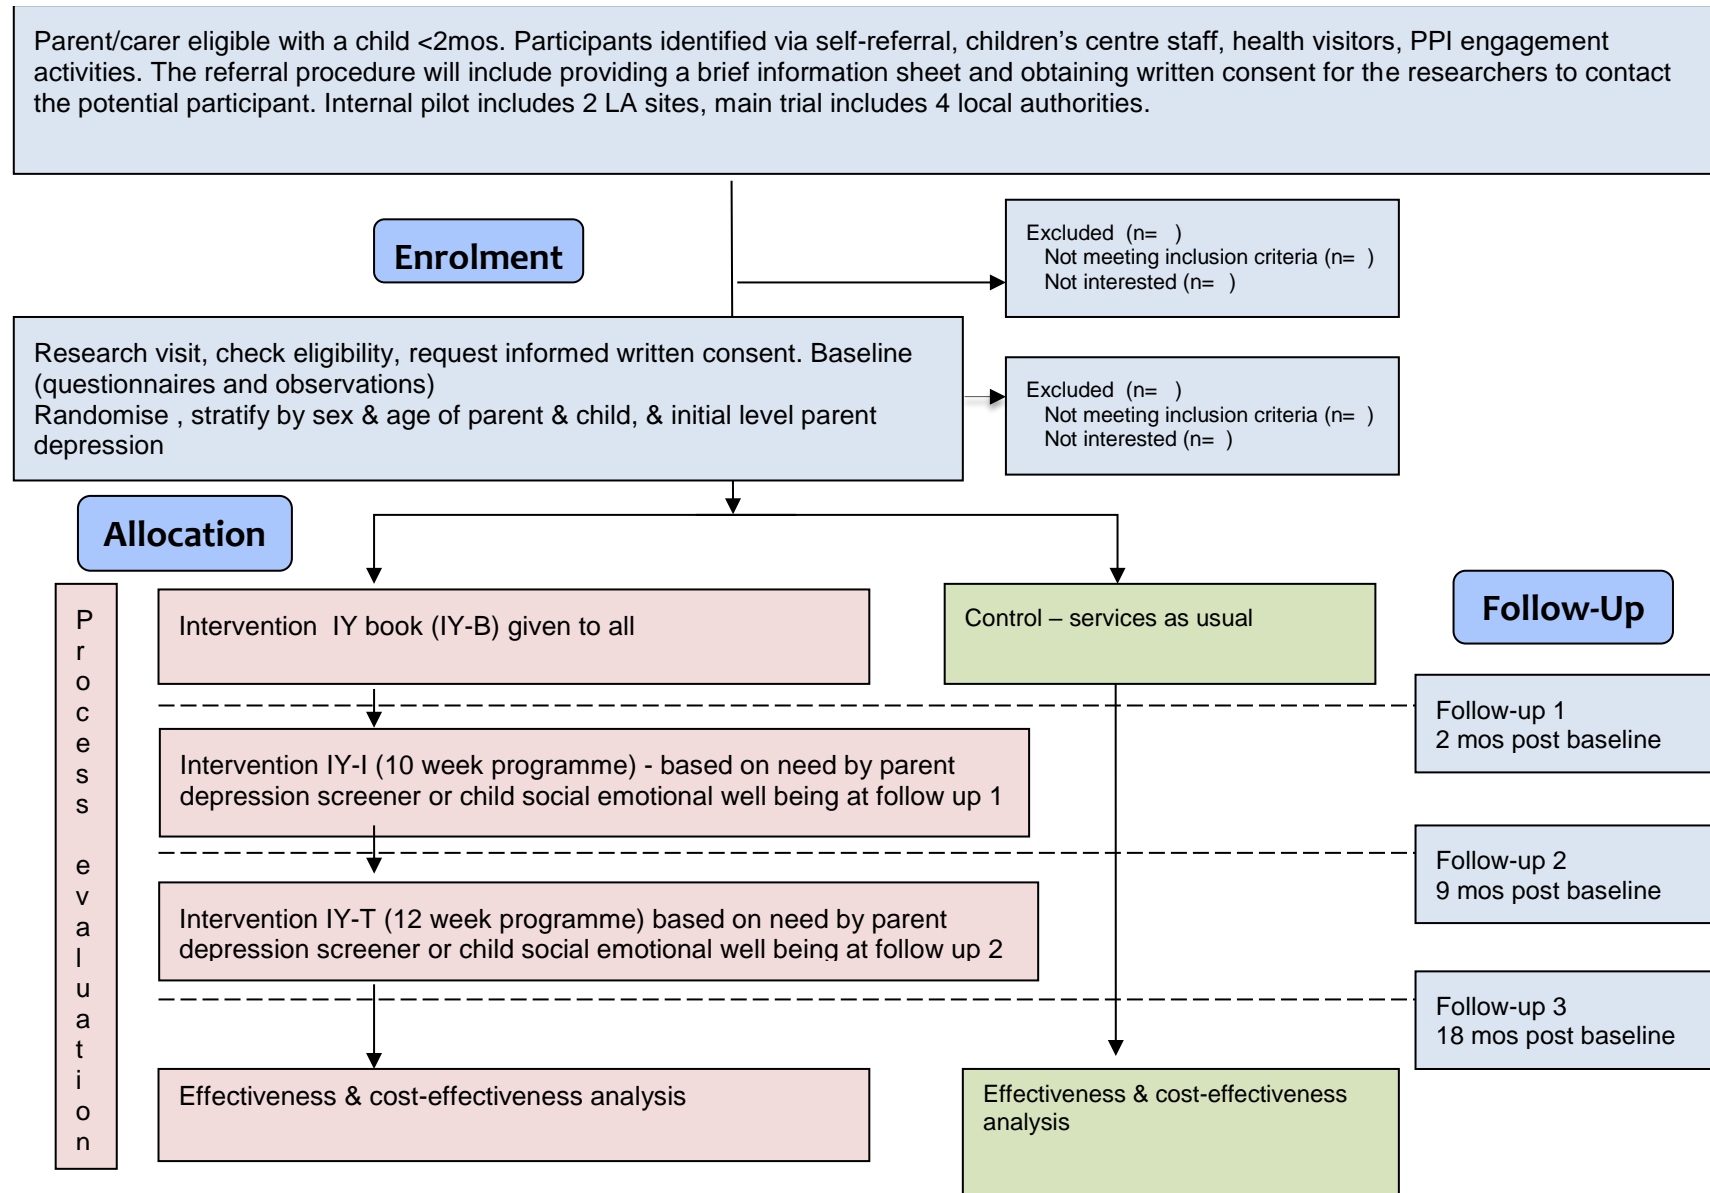 Parent/carer eligible with a child <2mos. Participants identified via self-referral, children’s centre staff, health visitors, PPI engagement
activities. The referral procedure will include providing a brief information sheet and obtaining written consent for the researchers to contact
the potential participant. Internal pilot includes 2 LA sites, main trial includes 4 local authorities.
Enrolment
Excluded (n= )
Not meeting inclusion criteria (n= )
Not interested (n= )
Research visit, check eligibility, request informed written consent. Baseline
(questionnaires and observations)
Randomise , stratify by sex & age of parent & child, & initial level parent
depression
Excluded (n= )
Not meeting inclusion criteria (n= )
Not interested (n= )
Allocation
Process evaluation
Intervention IY book (IY-B) given to all
Control – services as usual
Follow-Up
Follow-up 1
2 mos post baseline
Intervention IY-I (10 week programme) - based on need by parent
depression screener or child social emotional well being at follow up 1
Follow-up 2
9 mos post baseline
Intervention IY-T (12 week programme) based on need by parent
depression screener or child social emotional well being at follow up 2
Follow-up 3
18 mos post baseline
Effectiveness & cost-effectiveness analysis
Effectiveness & cost-effectiveness
analysis